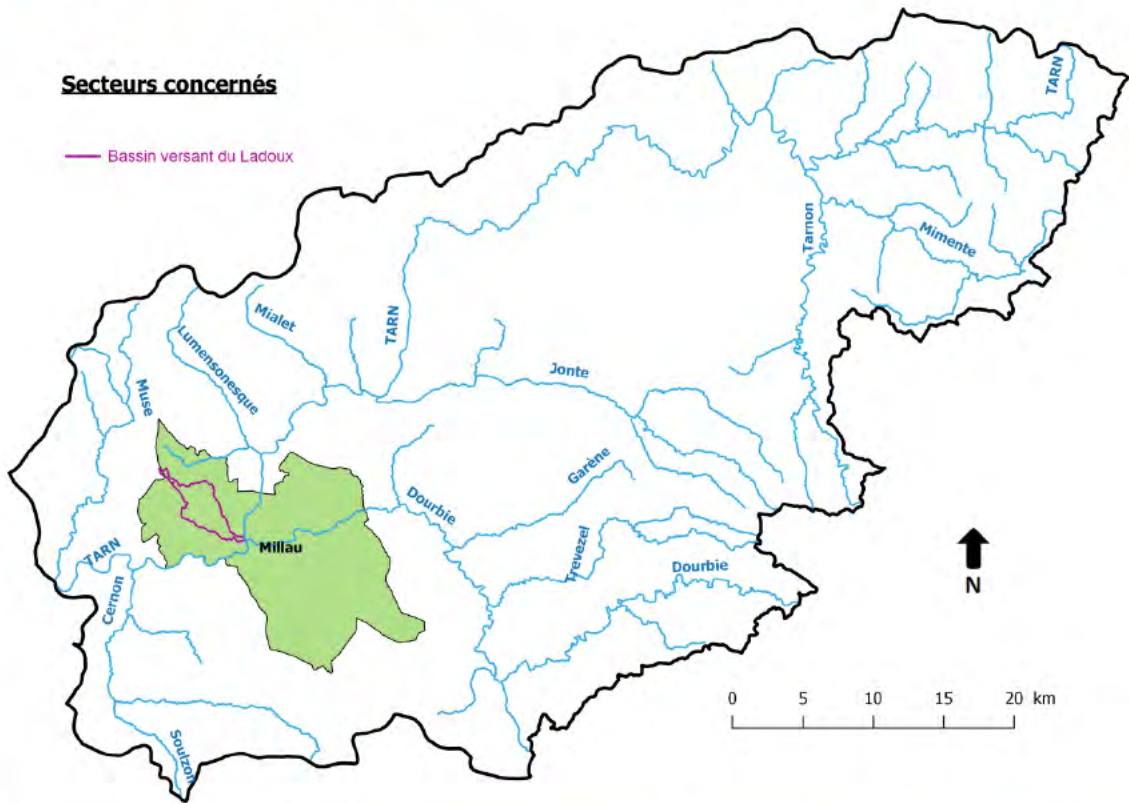 Secteurs concernés
Bassin versant du Ladoux
TARN
Tarnon
Mimente
Mialet
TARN
Lumensonesque
Muse
Jonte
Garène
Dourbie
Trevezel
Dourbie
Millau
TARN
Cernon
Soulzon
N
0 5 10 15 20 km